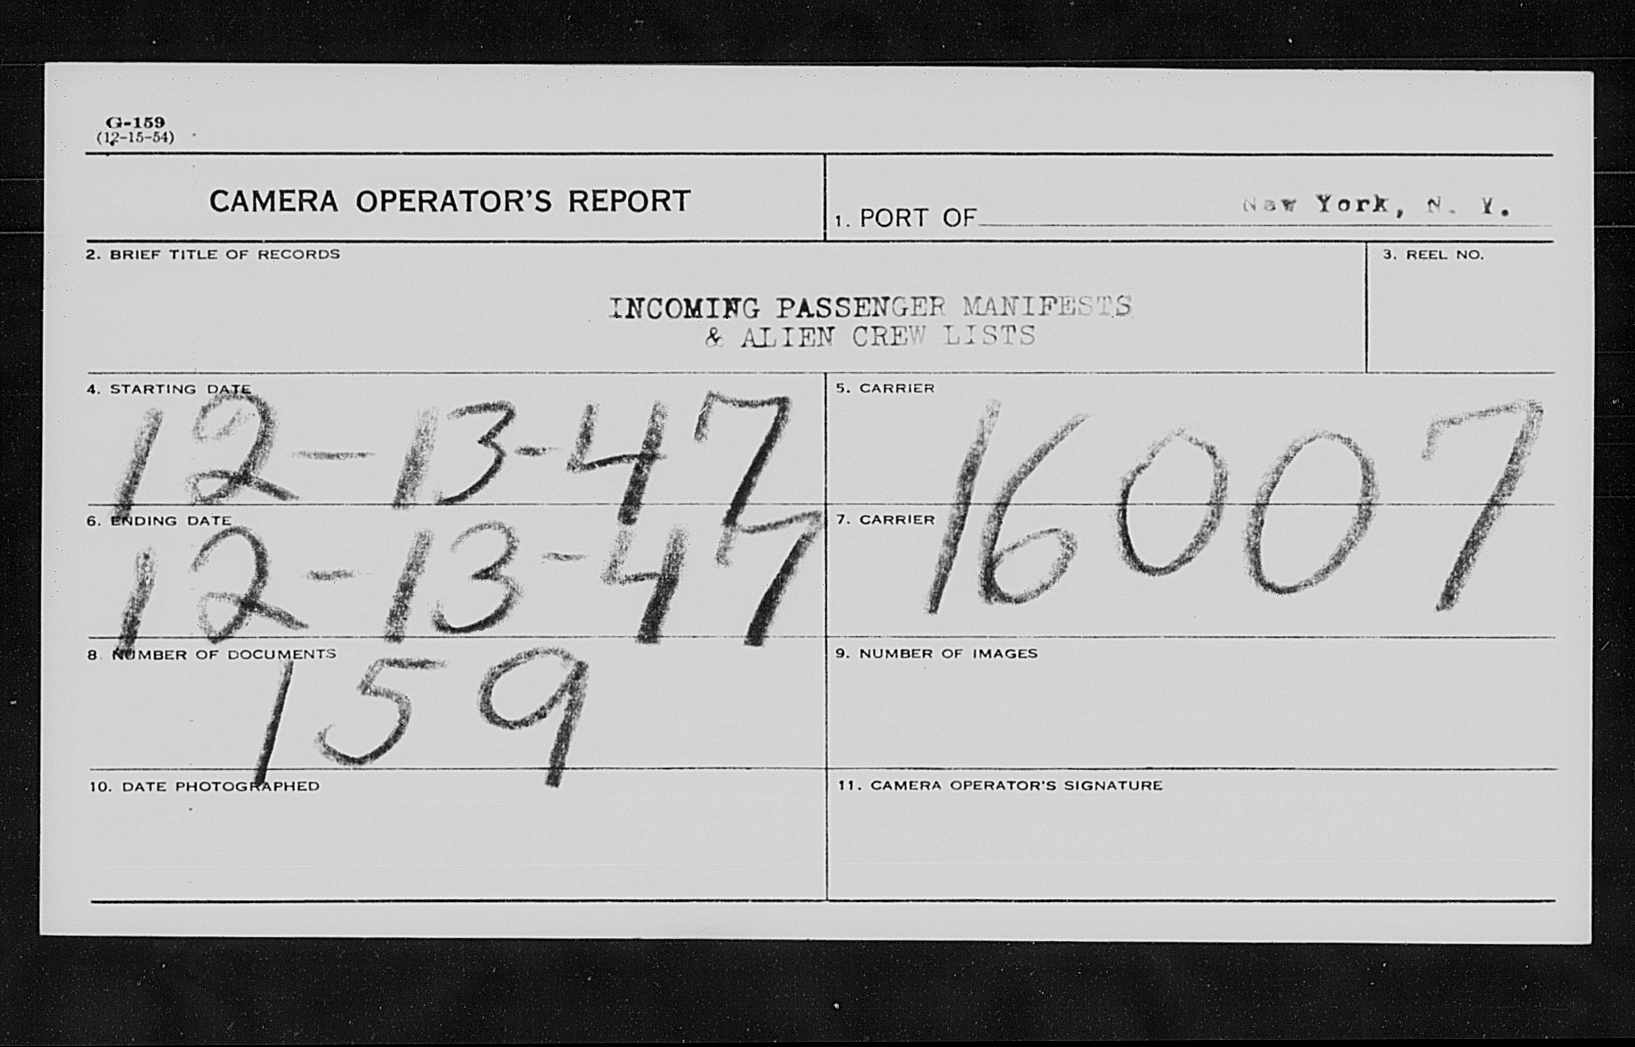 G-159
(12-15-54)
CAMERA OPERATOR'S REPORT
1. PORT OF New York, N. Y.
2. BRIEF TITLE OF RECORDS
3. REEL NO.
INCOMING PASSENGER MANIFESTS
& ALIEN CREW LISTS
4. STARTING DATE
12-13-47
5. CARRIER
16007
6. ENDING DATE
12-13-47
7. CARRIER
8. NUMBER OF DOCUMENTS
159
9. NUMBER OF IMAGES
10. DATE PHOTOGRAPHED
11. CAMERA OPERATOR'S SIGNATURE